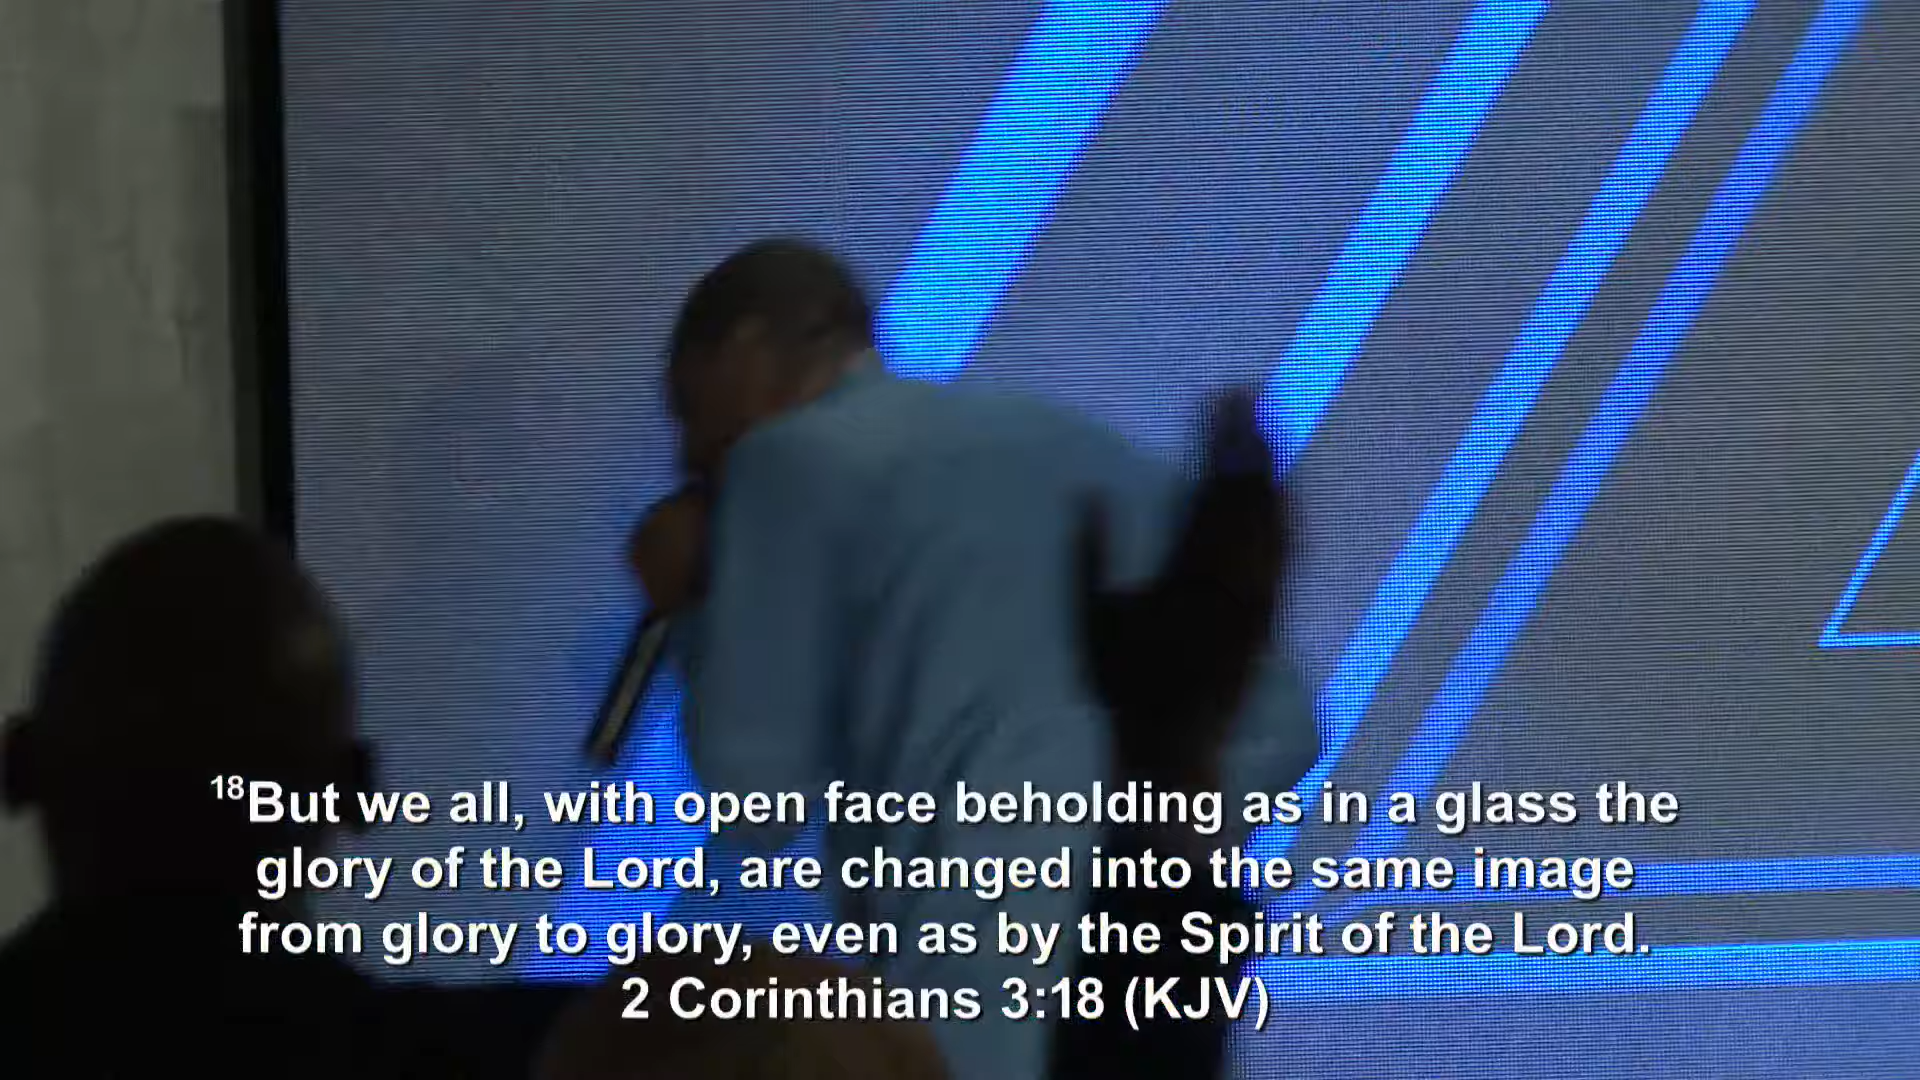 18But we all, with open face beholding as in a glass the
glory of the Lord, are changed into the same image
from glory to glory, even as by the Spirit of the Lord.
2 Corinthians 3:18 (KJV)